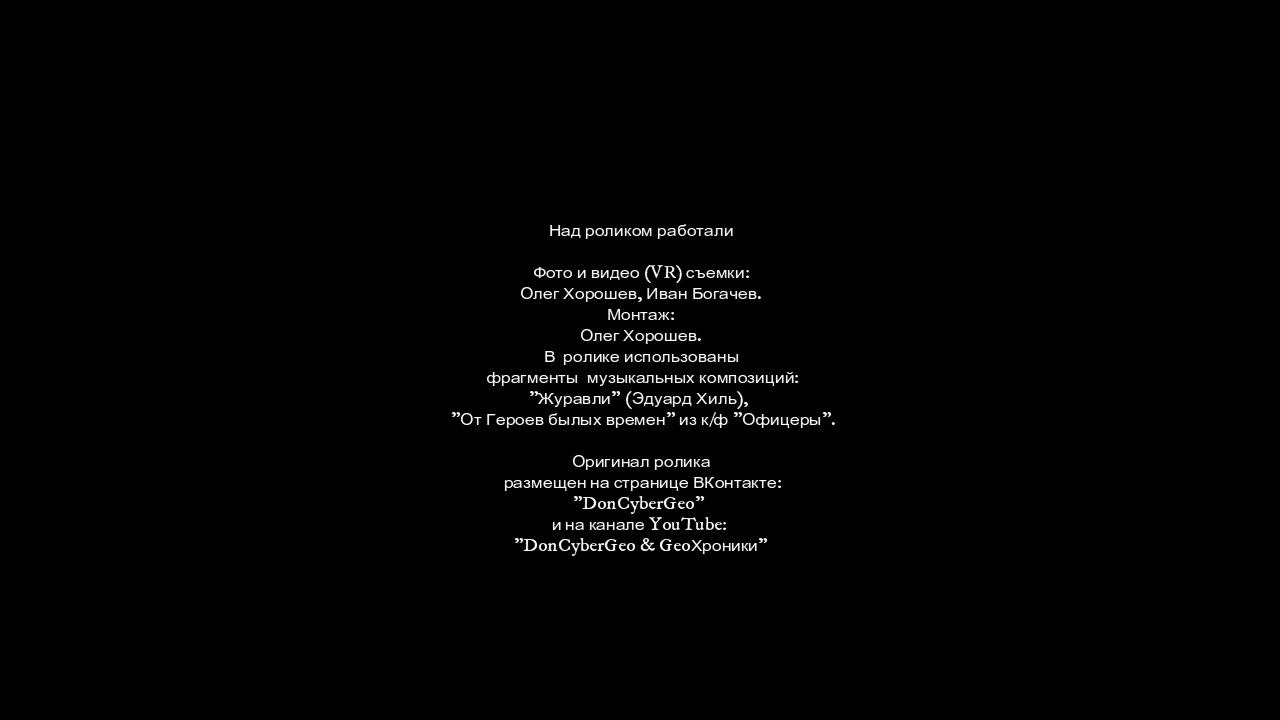 Над роликом работали
Фото и видео (VR) съемки:
Олег Хорошев, Иван Богачев.
Монтаж:
Олег Хорошев.
В  ролике использованы
фрагменты  музыкальных композиций:
"Журавли" (Эдуард Хиль),
"От Героев былых времен" из к/ф "Офицеры".
Оригинал ролика
размещен на странице ВКонтакте:
"DonCyberGeo"
и на канале YouTube:
"DonCyberGeo & GeoХроники"